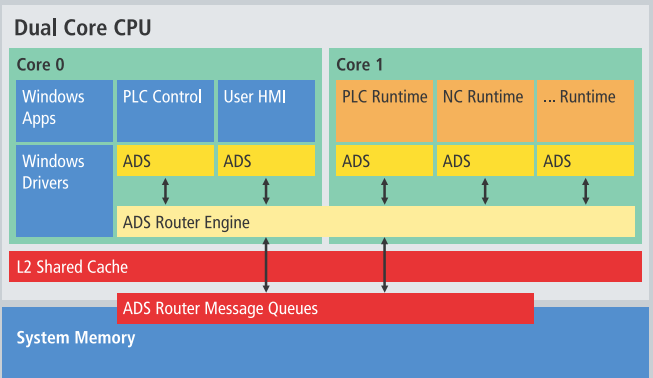 Dual Core CPU
Core 0
Core 1
Windows
Apps
PLC Control
User HMI
PLC Runtime
NC Runtime
... Runtime
Windows
Drivers
ADS
ADS
ADS
ADS
ADS
ADS Router Engine
L2 Shared Cache
ADS Router Message Queues
System Memory